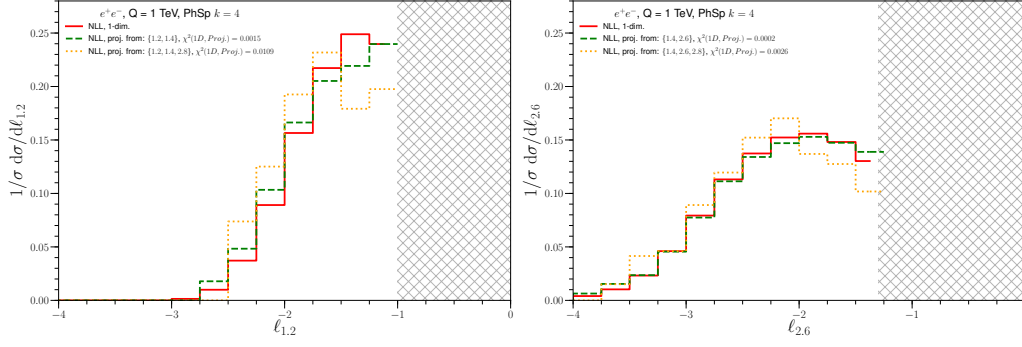 e⁺e⁻, Q = 1 TeV, PhSp k = 4
NLL, 1-dim.
NLL, proj. from: {1.2, 1.4}, χ²(1D, Proj.) = 0.0015
NLL, proj. from: {1.2, 1.4, 2.8}, χ²(1D, Proj.) = 0.0109
1/σ dσ/dℓ₁.₂
0.25
0.20
0.15
0.10
0.05
0.00
−4
−3
−2
−1
0
ℓ₁.₂
e⁺e⁻, Q = 1 TeV, PhSp k = 4
NLL, 1-dim.
NLL, proj. from: {1.4, 2.6}, χ²(1D, Proj.) = 0.0002
NLL, proj. from: {1.4, 2.6, 2.8}, χ²(1D, Proj.) = 0.0026
1/σ dσ/dℓ₂.₆
0.25
0.20
0.15
0.10
0.05
0.00
−4
−3
−2
−1
ℓ₂.₆